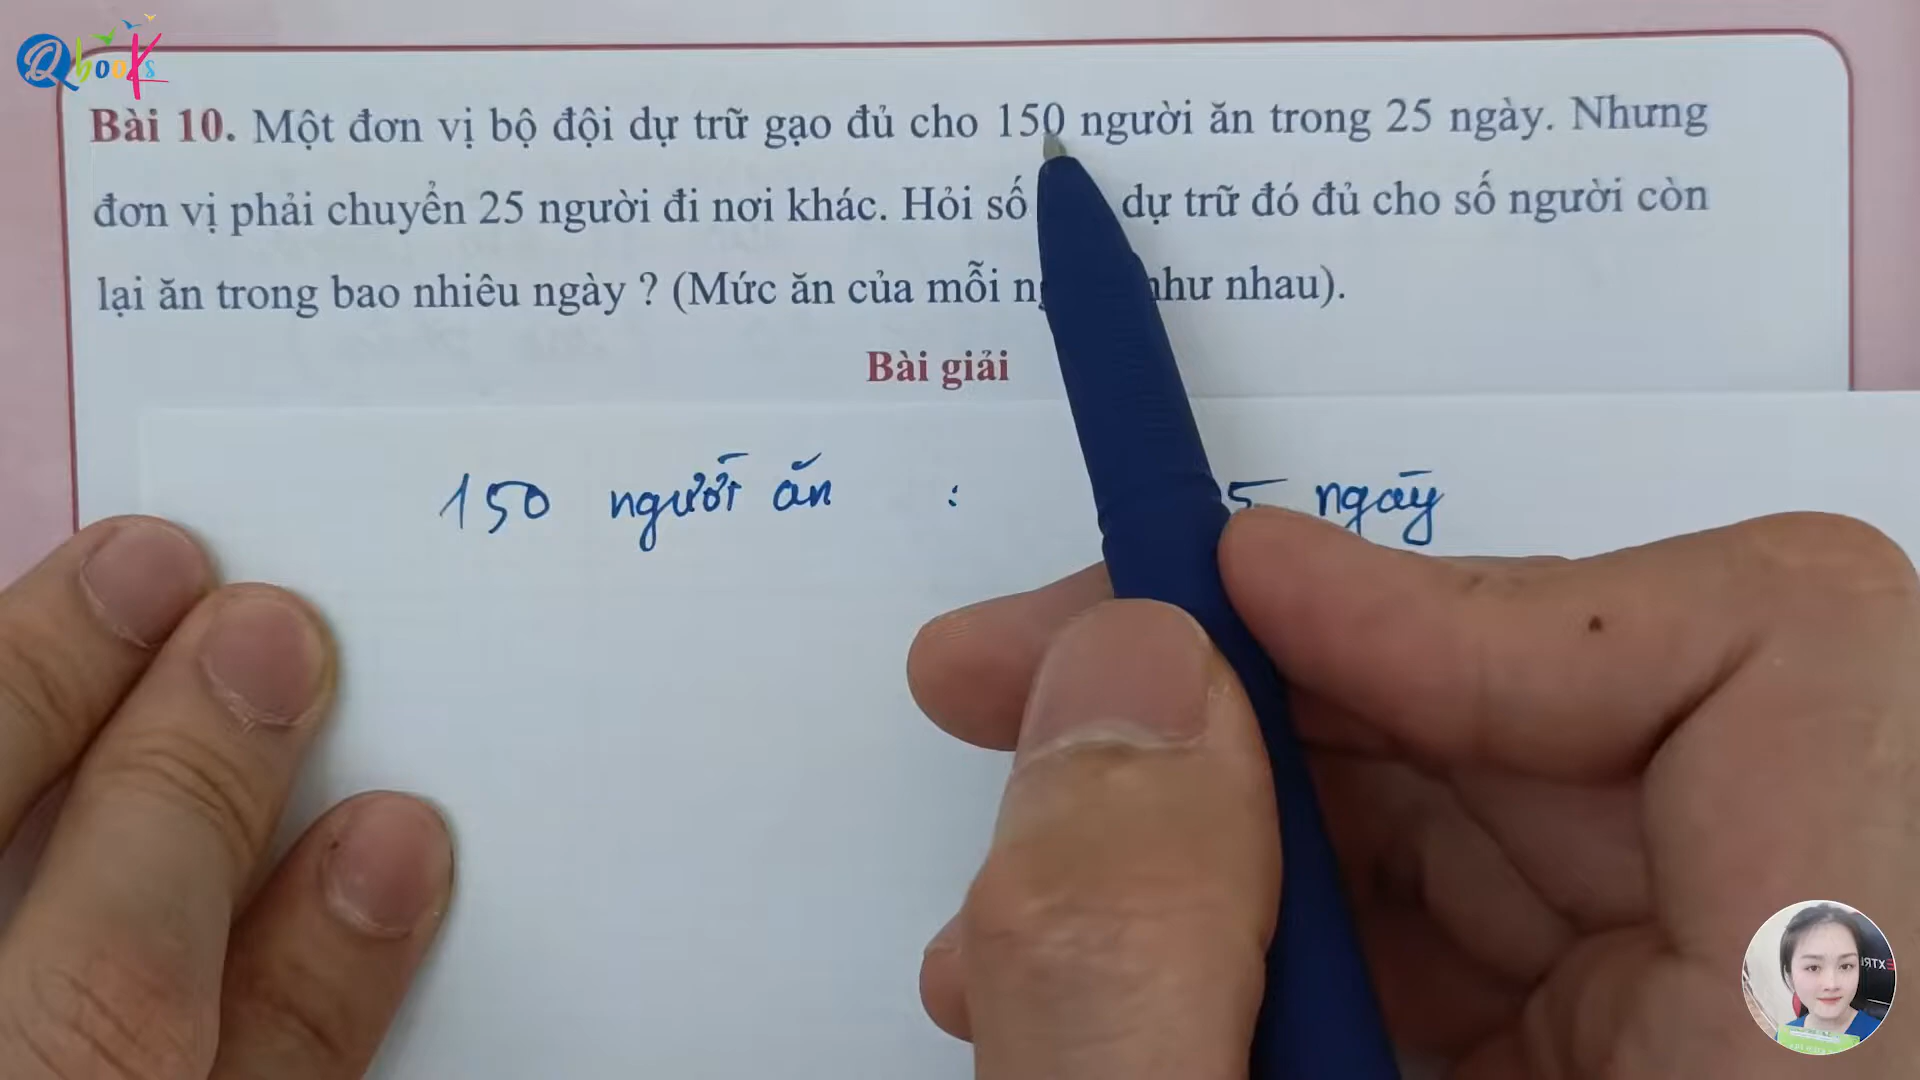 Qbooks
Bài 10. Một đơn vị bộ đội dự trữ gạo đủ cho 150 người ăn trong 25 ngày. Nhưng
đơn vị phải chuyển 25 người đi nơi khác. Hỏi số dự trữ đó đủ cho số người còn
lại ăn trong bao nhiêu ngày ? (Mức ăn của mỗi như nhau).
Bài giải
150 người ăn : 5 ngày